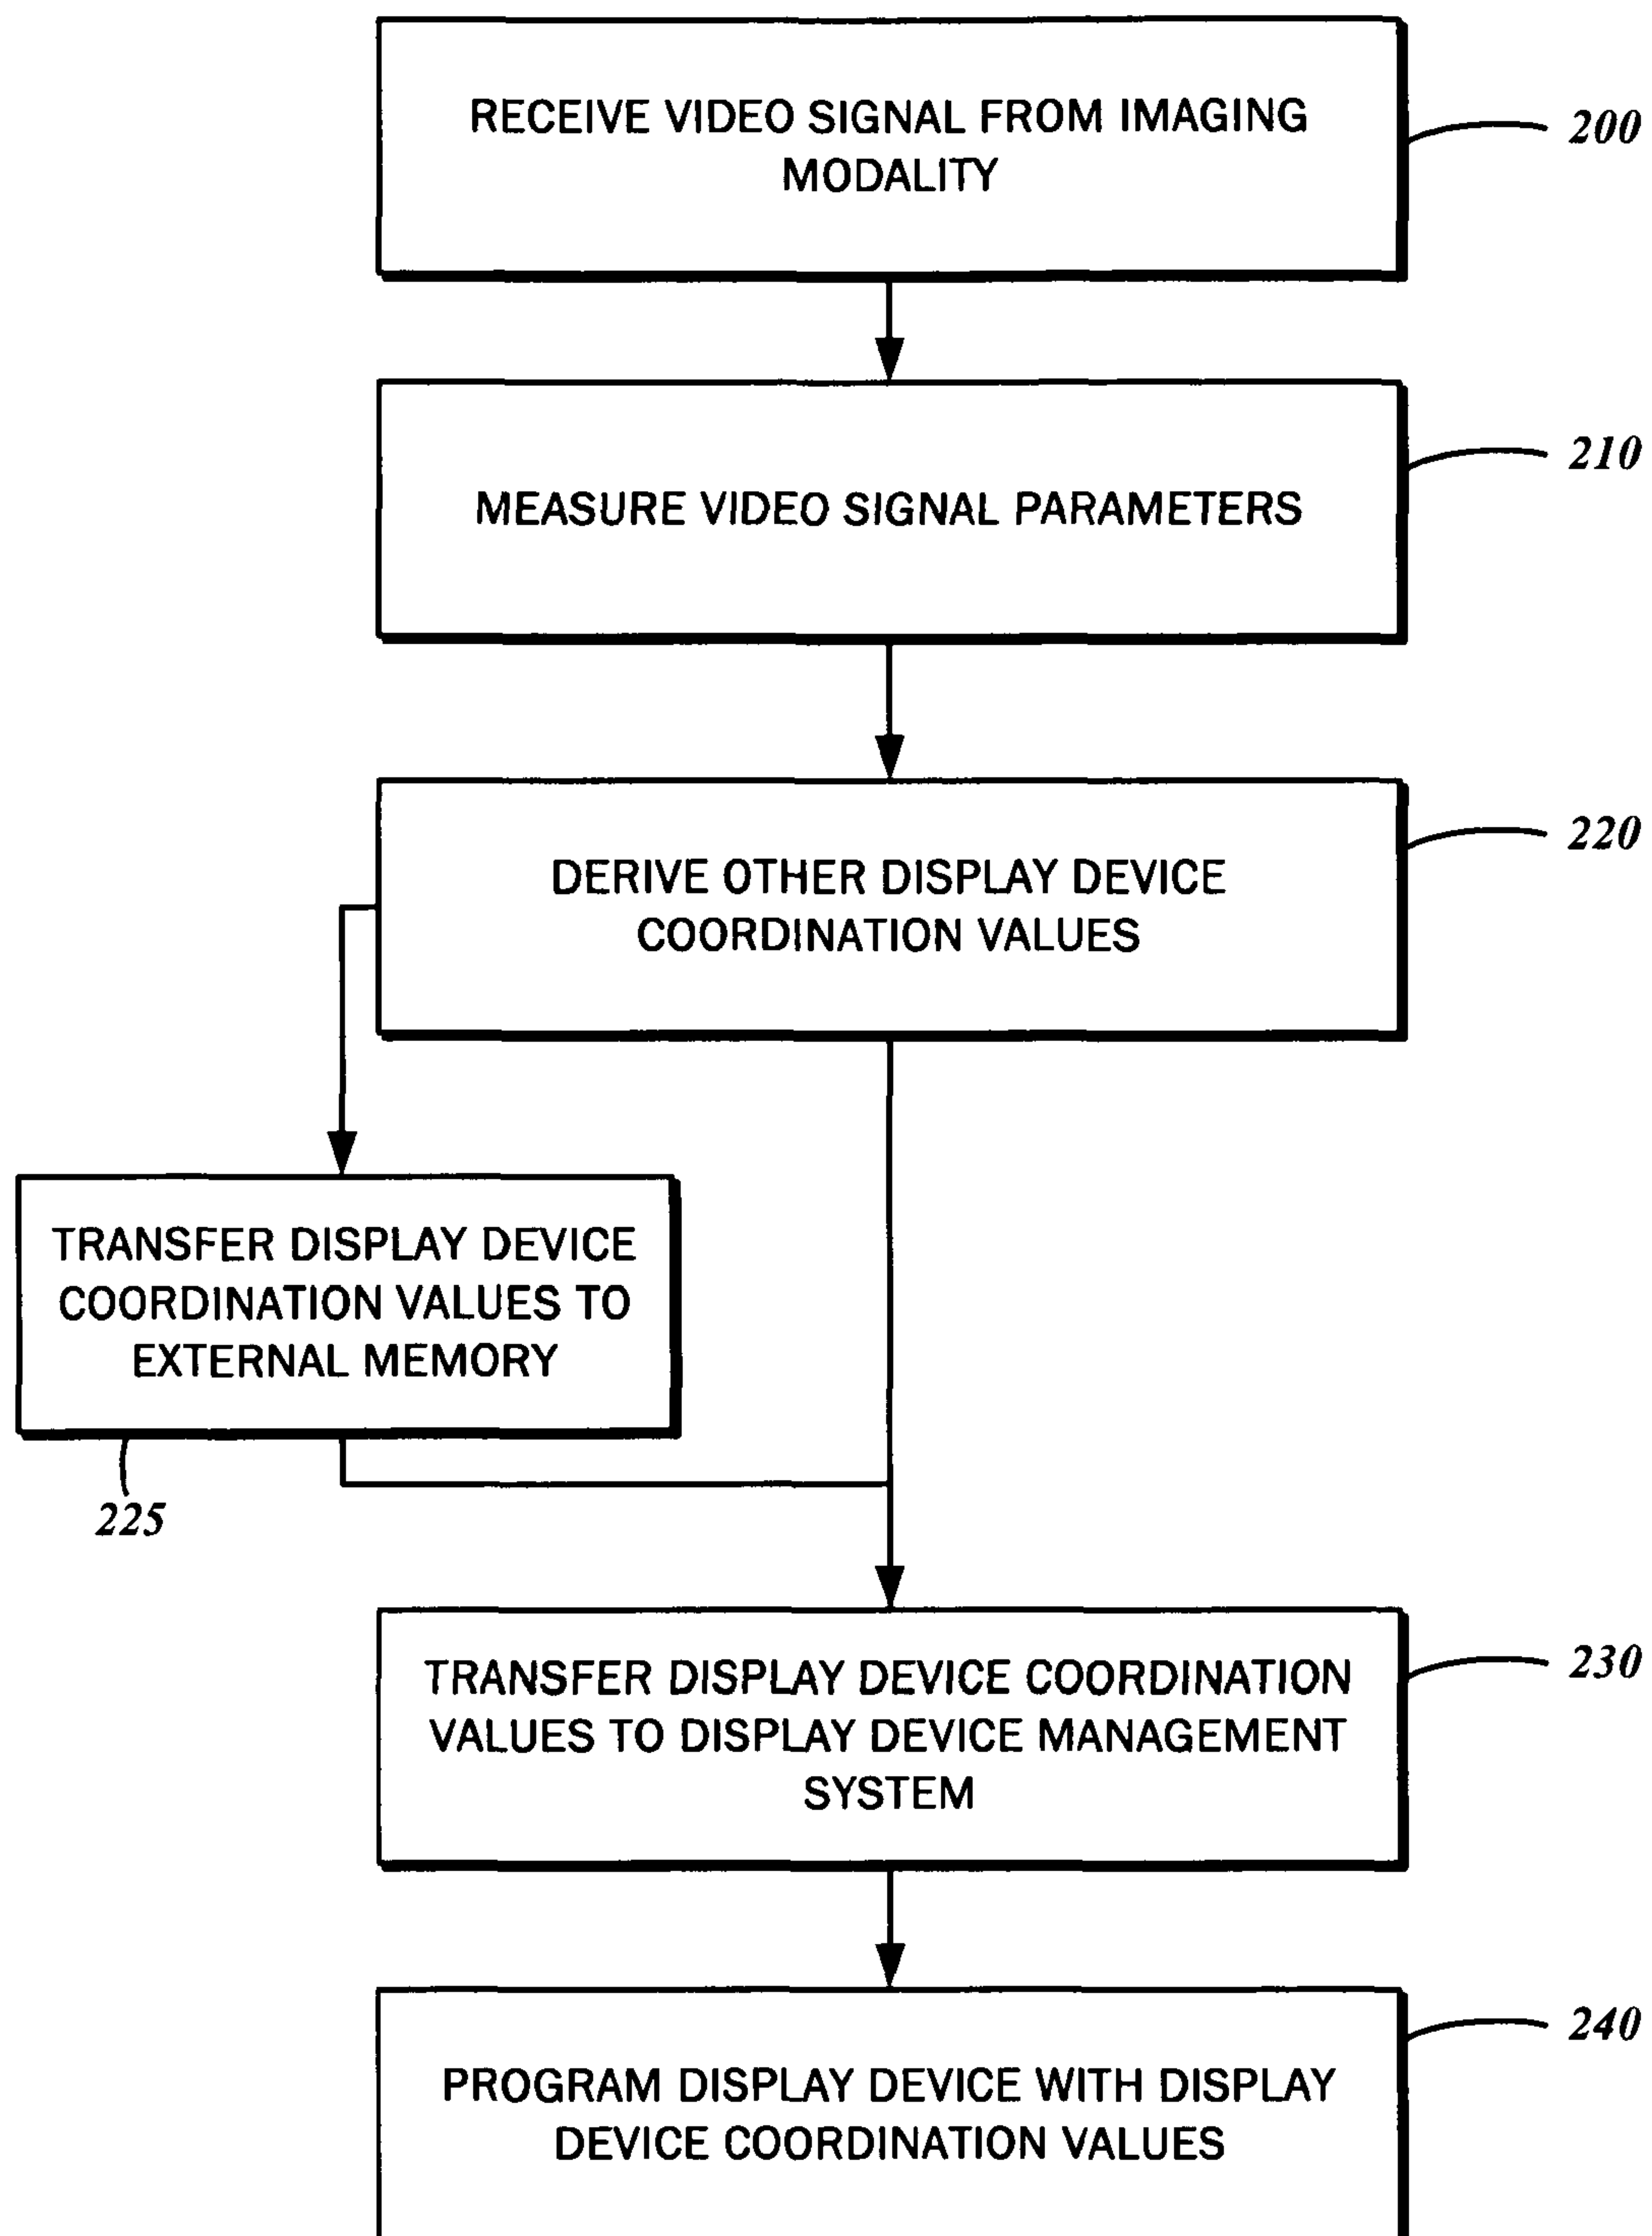 RECEIVE VIDEO SIGNAL FROM IMAGING
MODALITY
200
MEASURE VIDEO SIGNAL PARAMETERS
210
DERIVE OTHER DISPLAY DEVICE
COORDINATION VALUES
220
TRANSFER DISPLAY DEVICE
COORDINATION VALUES TO
EXTERNAL MEMORY
225
TRANSFER DISPLAY DEVICE COORDINATION
VALUES TO DISPLAY DEVICE MANAGEMENT
SYSTEM
230
PROGRAM DISPLAY DEVICE WITH DISPLAY
DEVICE COORDINATION VALUES
240